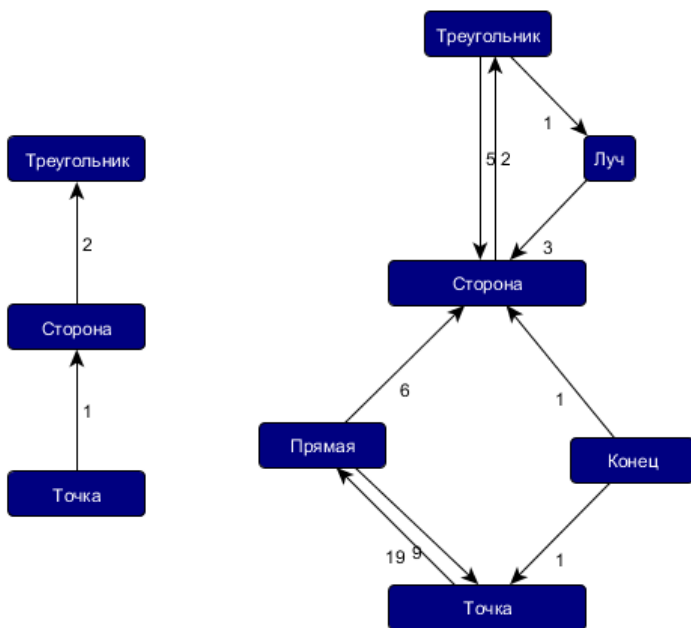 Треугольник
2
Сторона
1
Точка
Треугольник
1
5 2
Луч
3
Сторона
6
1
Прямая
Конец
19 9
1
Точка